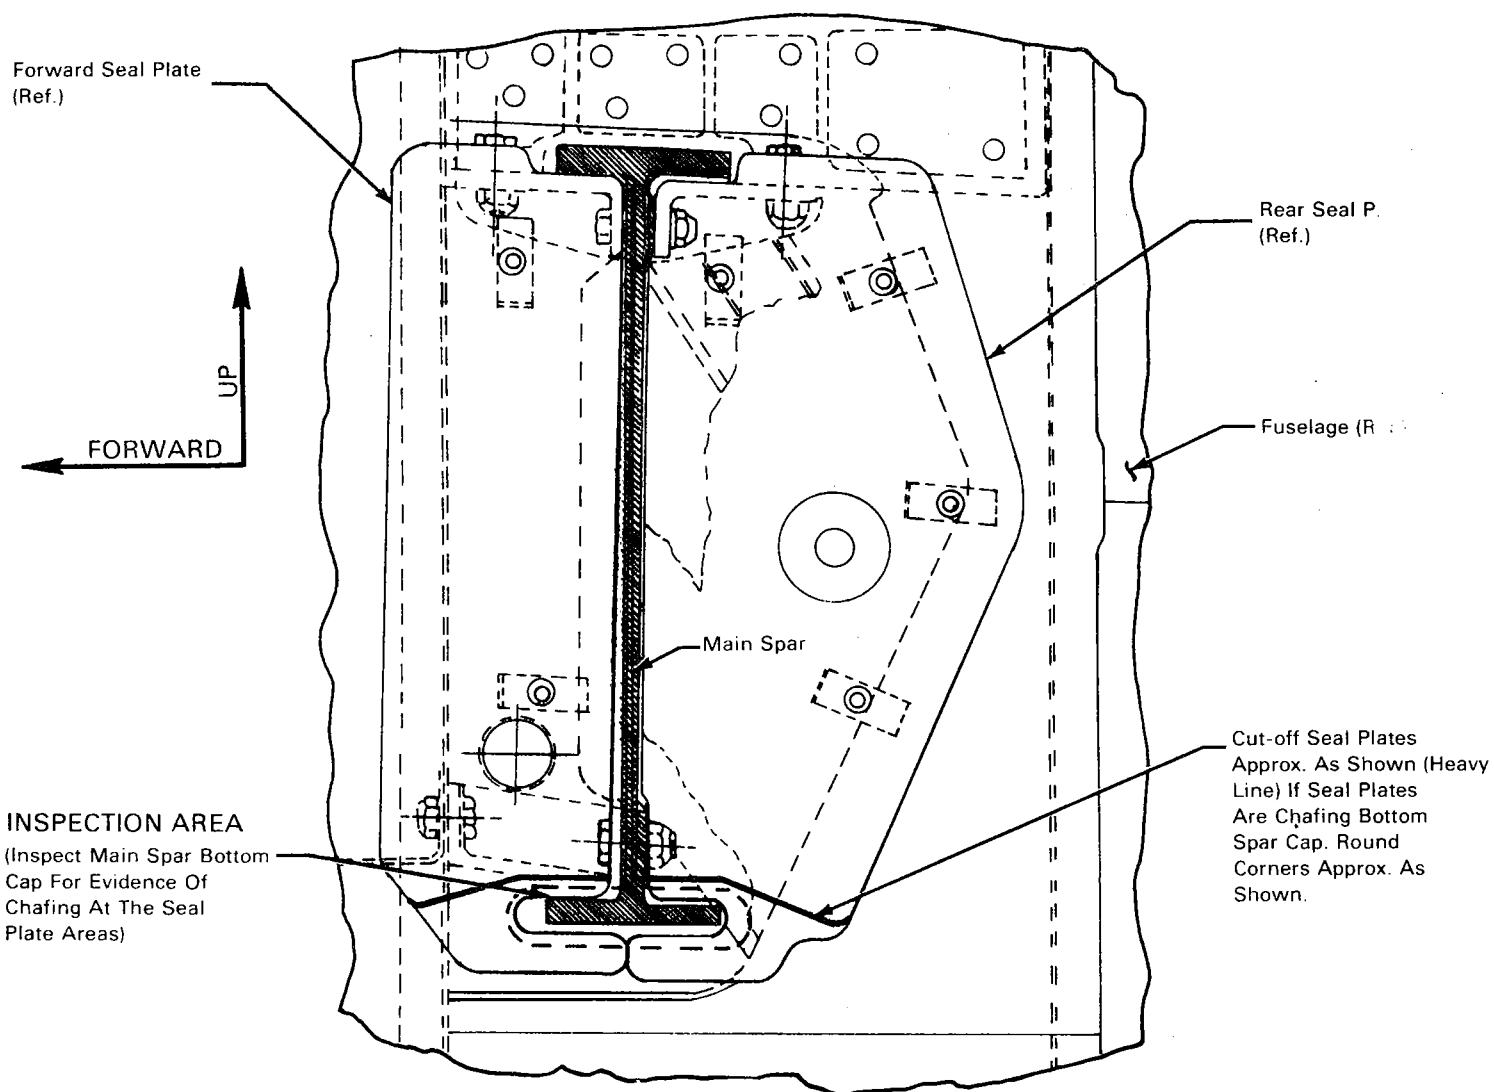 Forward Seal Plate
(Ref.)
Rear Seal P.
(Ref.)
UP
FORWARD
Fuselage (R
Main Spar
Cut-off Seal Plates
Approx. As Shown (Heavy
Line) If Seal Plates
Are Chafing Bottom
Spar Cap. Round
Corners Approx. As
Shown.
INSPECTION AREA
(Inspect Main Spar Bottom
Cap For Evidence Of
Chafing At The Seal
Plate Areas)